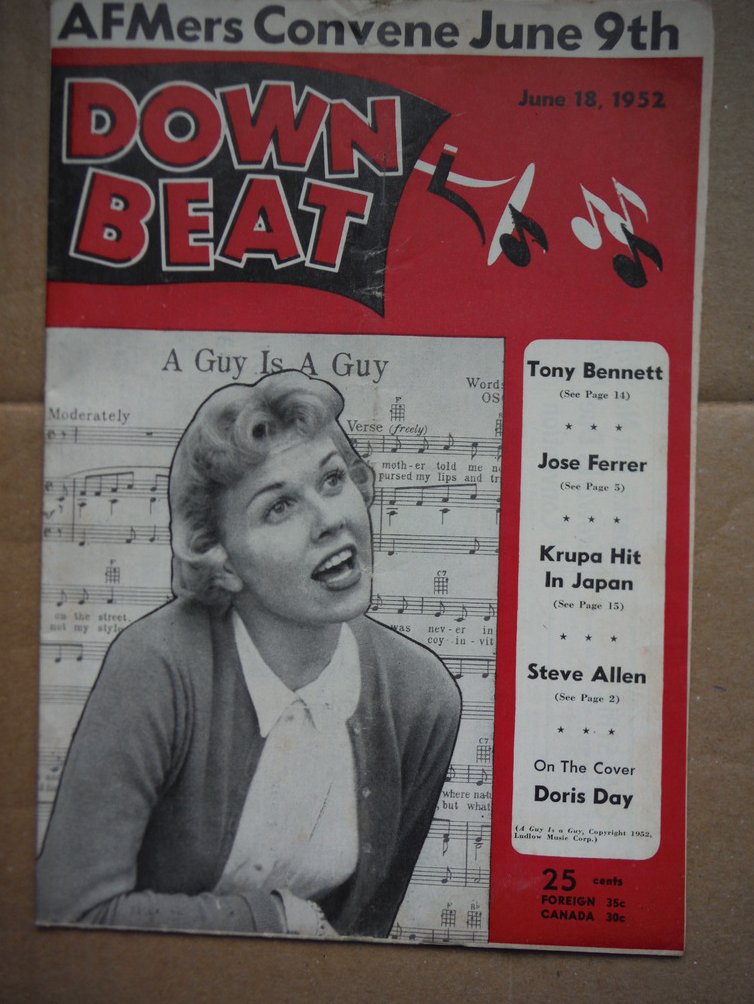 AFMers Convene June 9th
DOWN
BEAT
June 18, 1952
A Guy Is A Guy
Words
Moderately
F
Verse (freely)
moth-er told me
pursed my lips and
F
C7
on the street.
not my style
was nev-er in
coy in-vit
C7
where
but what
F
Bb
Tony Bennett
(See Page 14)
★ ★ ★
Jose Ferrer
(See Page 5)
★ ★ ★
Krupa Hit
In Japan
(See Page 15)
★ ★ ★
Steve Allen
(See Page 2)
★ ★ ★
On The Cover
Doris Day
(A Guy Is a Guy, Copyright 1952,
Ludlow Music Corp.)
25 cents
FOREIGN 35c
CANADA 30c